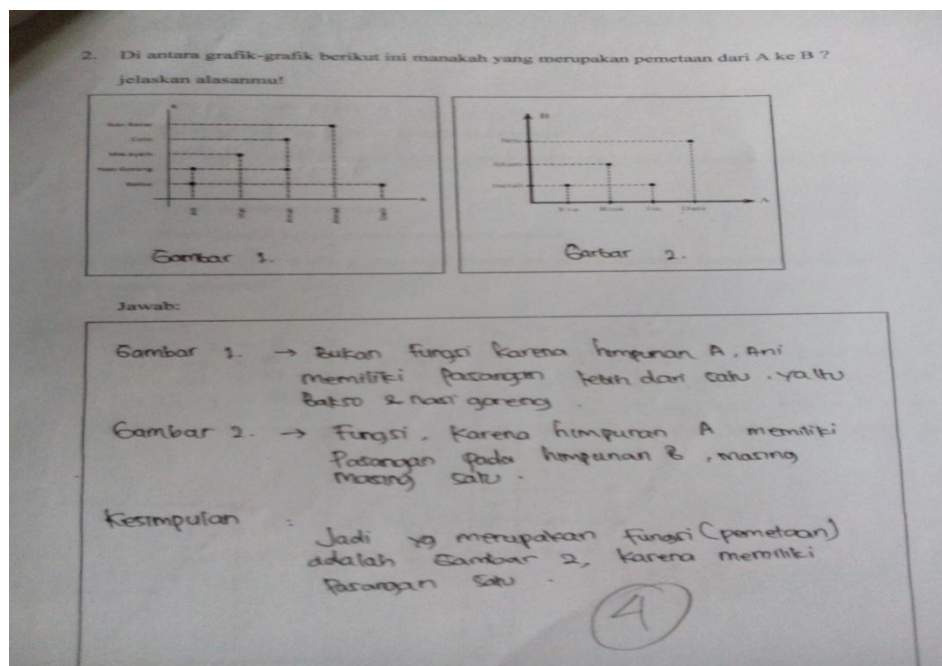 2. Di antara grafik-grafik berikut ini manakah yang merupakan pemetaan dari A ke B ?
jelaskan alasanmu!
B
A
Gambar 1.
B
A
Gambar 2.
Jawab:
Gambar 1. → Bukan fungsi karena himpunan A, Ani
memiliki pasangan lebih dari satu . yaitu
Bakso & nasi goreng .
Gambar 2. → Fungsi, karena himpunan A memiliki
Pasangan pada himpunan B , masing
masing satu .
Kesimpulan :
Jadi yg merupakan Fungsi (pemetaan)
adalah Gambar 2, karena memiliki
Pasangan satu .
4